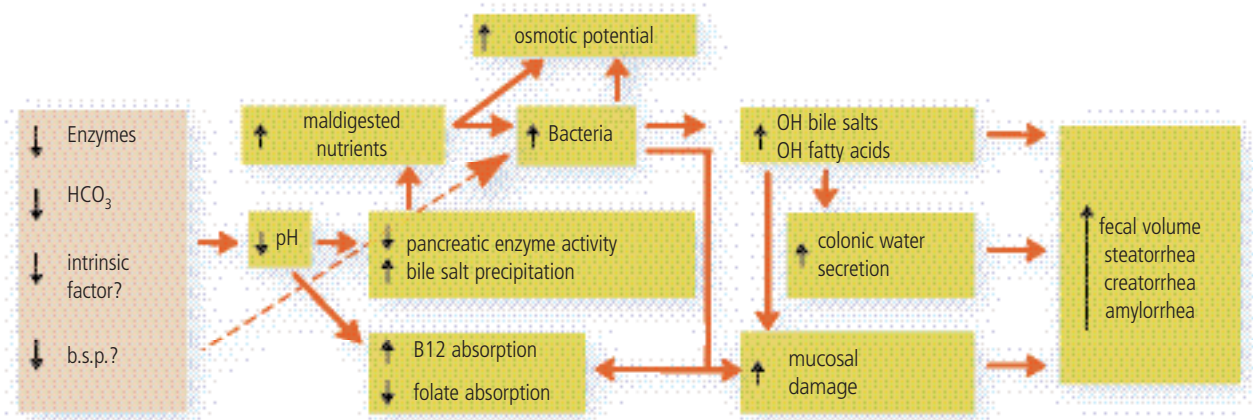 ↑ osmotic potential
↓ Enzymes
↓ HCO₃
↓ intrinsic
factor?
↓ b.s.p.?
↑ maldigested
nutrients
↑ Bacteria
↓ pH
↓ pancreatic enzyme activity
↑ bile salt precipitation
↑ B12 absorption
↓ folate absorption
↑ OH bile salts
OH fatty acids
↑ colonic water
secretion
↑ mucosal
damage
↑ fecal volume
steatorrhea
creatorrhea
amylorrhea